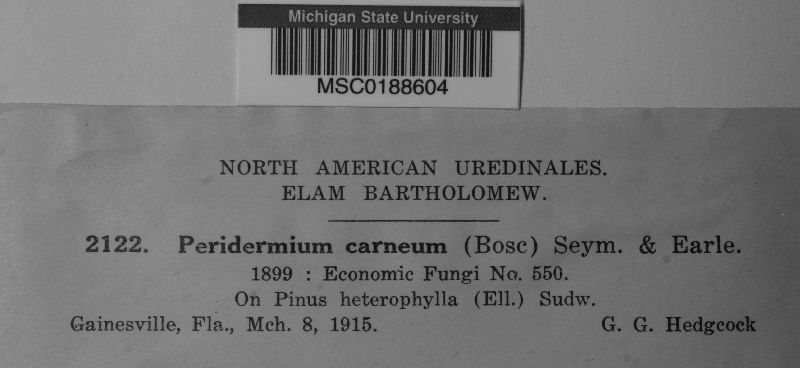 Michigan State University
MSC0188604
NORTH AMERICAN UREDINALES.
ELAM BARTHOLOMEW.
2122. Peridermium carneum (Bosc) Seym. & Earle.
1899 : Economic Fungi No. 550.
On Pinus heterophylla (Ell.) Sudw.
Gainesville, Fla., Mch. 8, 1915. G. G. Hedgcock